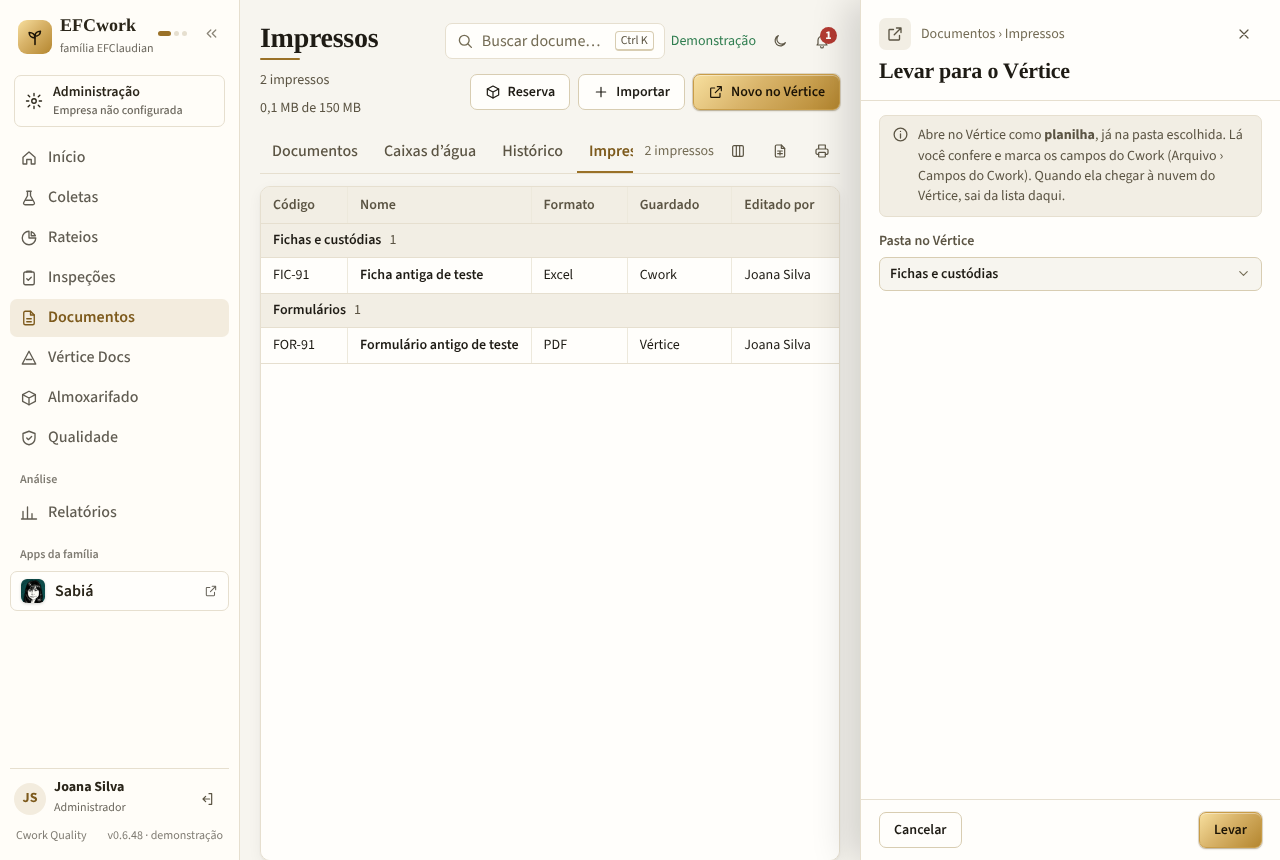 EFCwork
família EFClaudian
Administração
Empresa não configurada
Início
Coletas
Rateios
Inspeções
Documentos
Vértice Docs
Almoxarifado
Qualidade
Análise
Relatórios
Apps da família
Sabiá
JS
Joana Silva
Administrador
Cwork Quality
v0.6.48 · demonstração
Impressos
Buscar docume…
Ctrl K
Demonstração
1
2 impressos
0,1 MB de 150 MB
Reserva
Importar
Novo no Vértice
Documentos
Caixas d’água
Histórico
Impres
2 impressos
Código Nome Formato Guardado Editado por
Fichas e custódias 1
FIC-91 Ficha antiga de teste Excel Cwork Joana Silva
Formulários 1
FOR-91 Formulário antigo de teste PDF Vértice Joana Silva
Documentos › Impressos
Levar para o Vértice
Abre no Vértice como planilha, já na pasta escolhida. Lá
você confere e marca os campos do Cwork (Arquivo ›
Campos do Cwork). Quando ela chegar à nuvem do
Vértice, sai da lista daqui.
Pasta no Vértice
Fichas e custódias
Cancelar
Levar